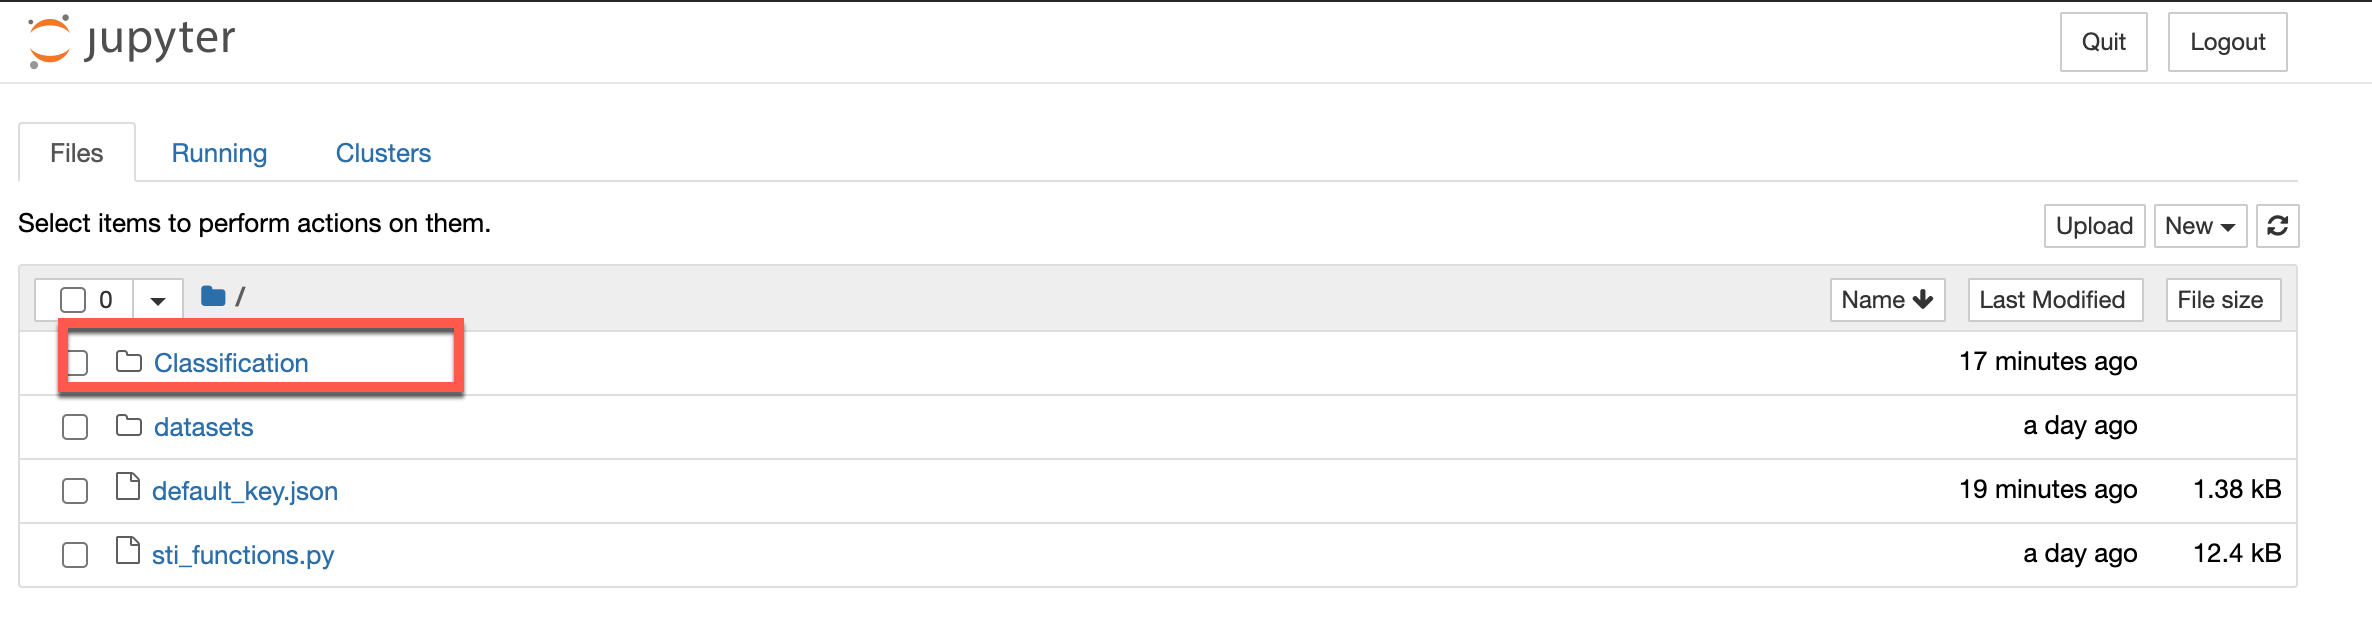 jupyter
Quit Logout
Files Running Clusters
Select items to perform actions on them.
Upload New
0 / Name Last Modified File size
Classification 17 minutes ago
datasets a day ago
default_key.json 19 minutes ago 1.38 kB
sti_functions.py a day ago 12.4 kB